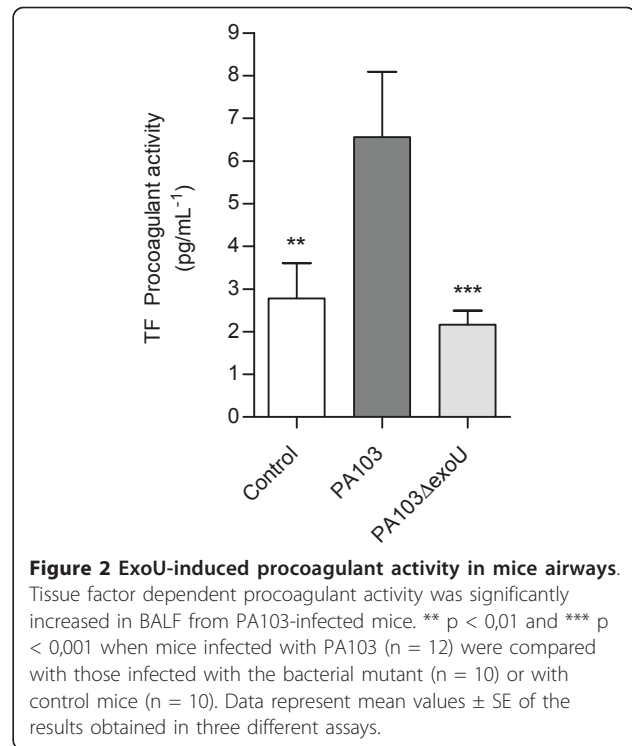 9
8
7
6
5
4
3
2
1
0
TF Procoagulant activity
(pg/mL⁻¹)
**
***
Control
PA103
PA103ΔexoU
Figure 2 ExoU-induced procoagulant activity in mice airways.
Tissue factor dependent procoagulant activity was significantly
increased in BALF from PA103-infected mice. ** p < 0,01 and *** p
< 0,001 when mice infected with PA103 (n = 12) were compared
with those infected with the bacterial mutant (n = 10) or with
control mice (n = 10). Data represent mean values ± SE of the
results obtained in three different assays.